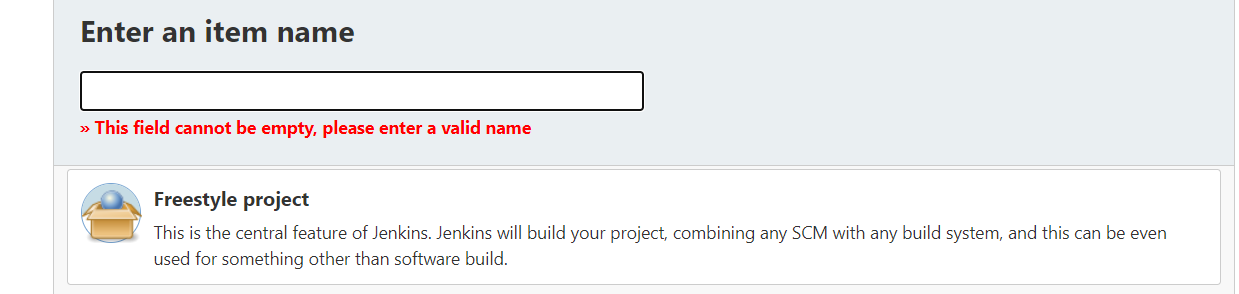 Enter an item name
» This field cannot be empty, please enter a valid name
Freestyle project
This is the central feature of Jenkins. Jenkins will build your project, combining any SCM with any build system, and this can be even
used for something other than software build.